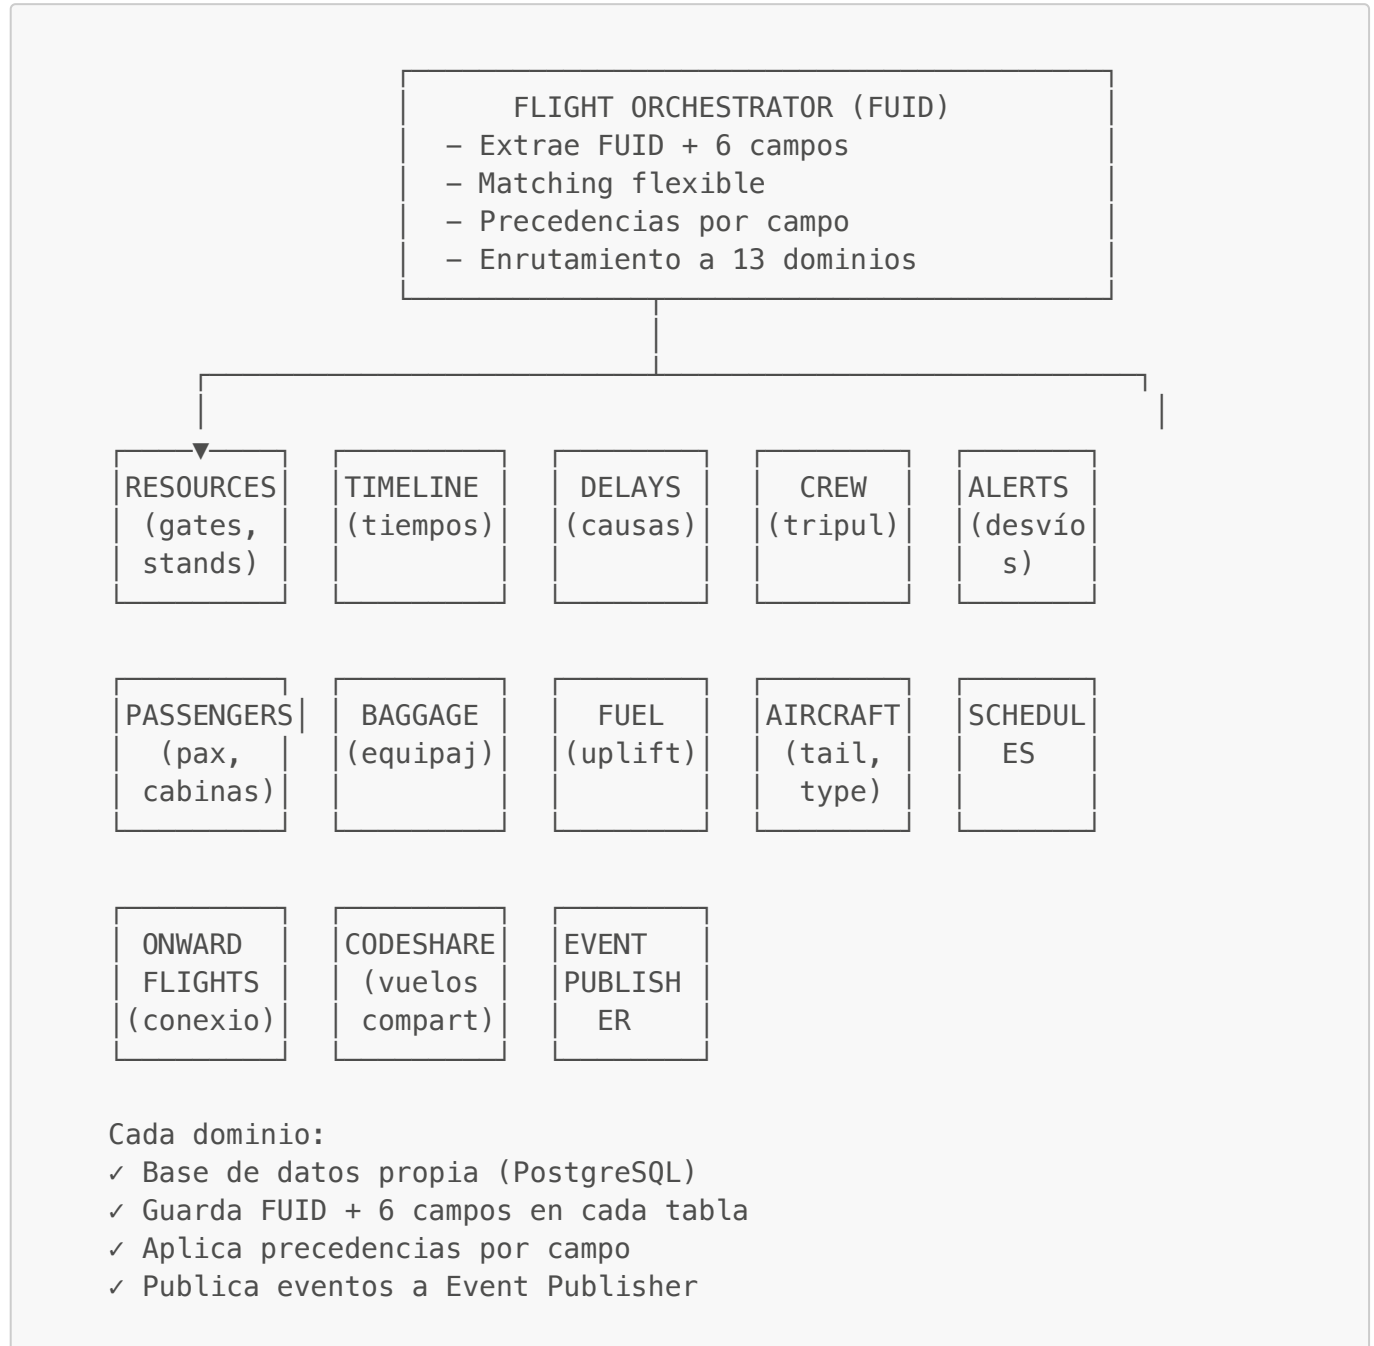 FLIGHT ORCHESTRATOR (FUID)
– Extrae FUID + 6 campos
– Matching flexible
– Precedencias por campo
– Enrutamiento a 13 dominios
RESOURCES TIMELINE DELAYS CREW ALERTS
(gates, (tiempos) (causas) (tripul) (desvío
stands) s)
PASSENGERS BAGGAGE FUEL AIRCRAFT SCHEDUL
(pax, (equipaj) (uplift) (tail, ES
cabinas) type)
ONWARD CODESHARE EVENT
FLIGHTS (vuelos PUBLISH
(conexio) compart) ER
Cada dominio:
✓ Base de datos propia (PostgreSQL)
✓ Guarda FUID + 6 campos en cada tabla
✓ Aplica precedencias por campo
✓ Publica eventos a Event Publisher